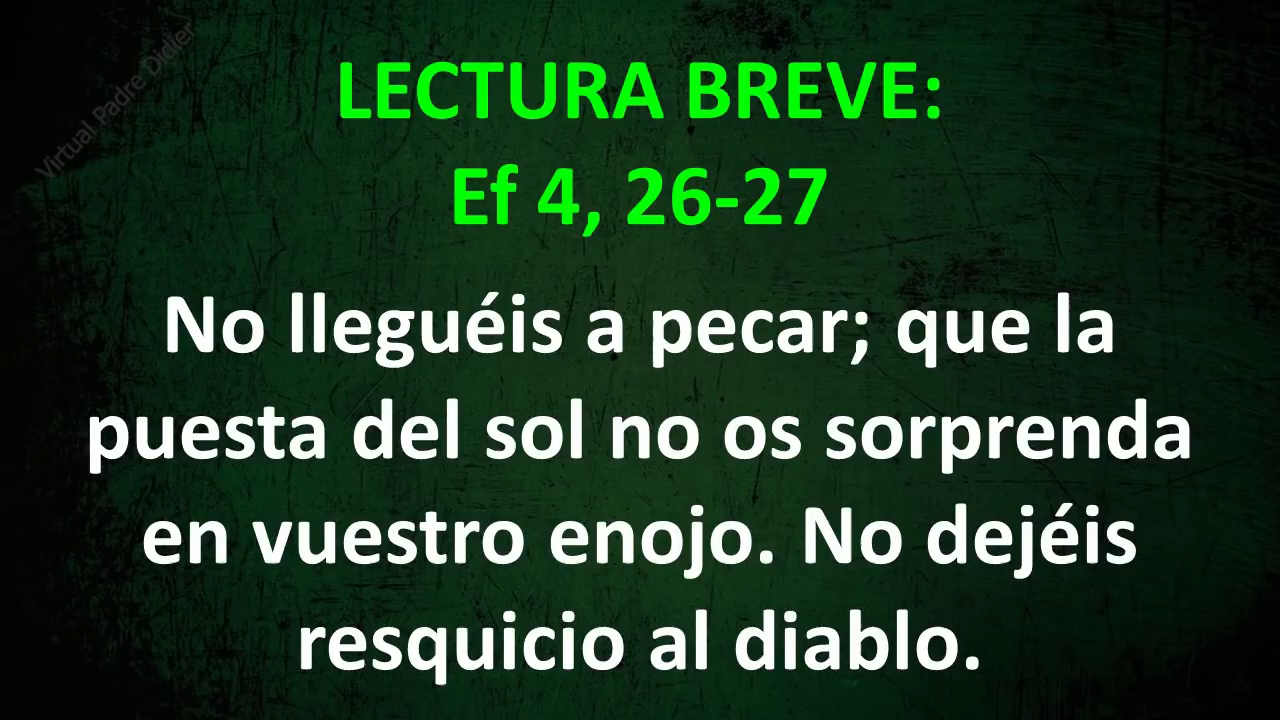 Virtual Padre Didier
LECTURA BREVE:
Ef 4, 26-27
No lleguéis a pecar; que la
puesta del sol no os sorprenda
en vuestro enojo. No dejéis
resquicio al diablo.